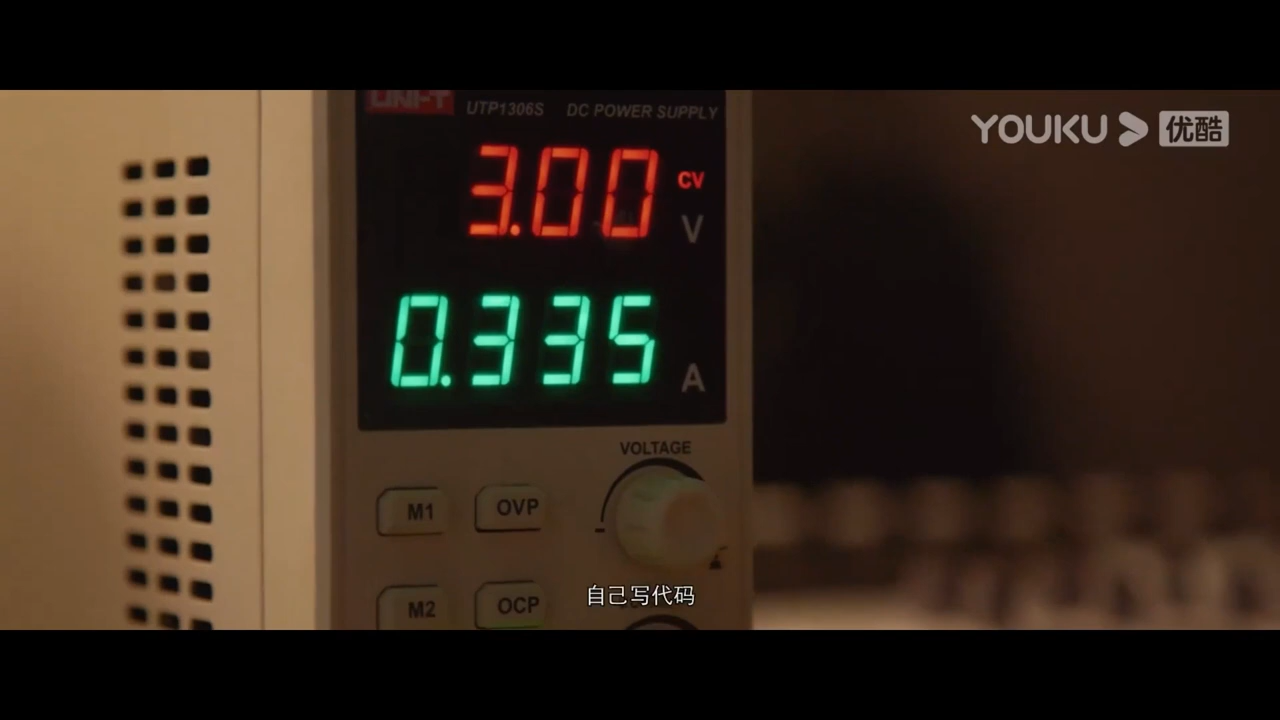 UNI-T UTP1306S DC POWER SUPPLY
YOUKU 优酷
3.00 CV V
0.335 A
VOLTAGE
M1 OVP
M2 OCP
自己写代码